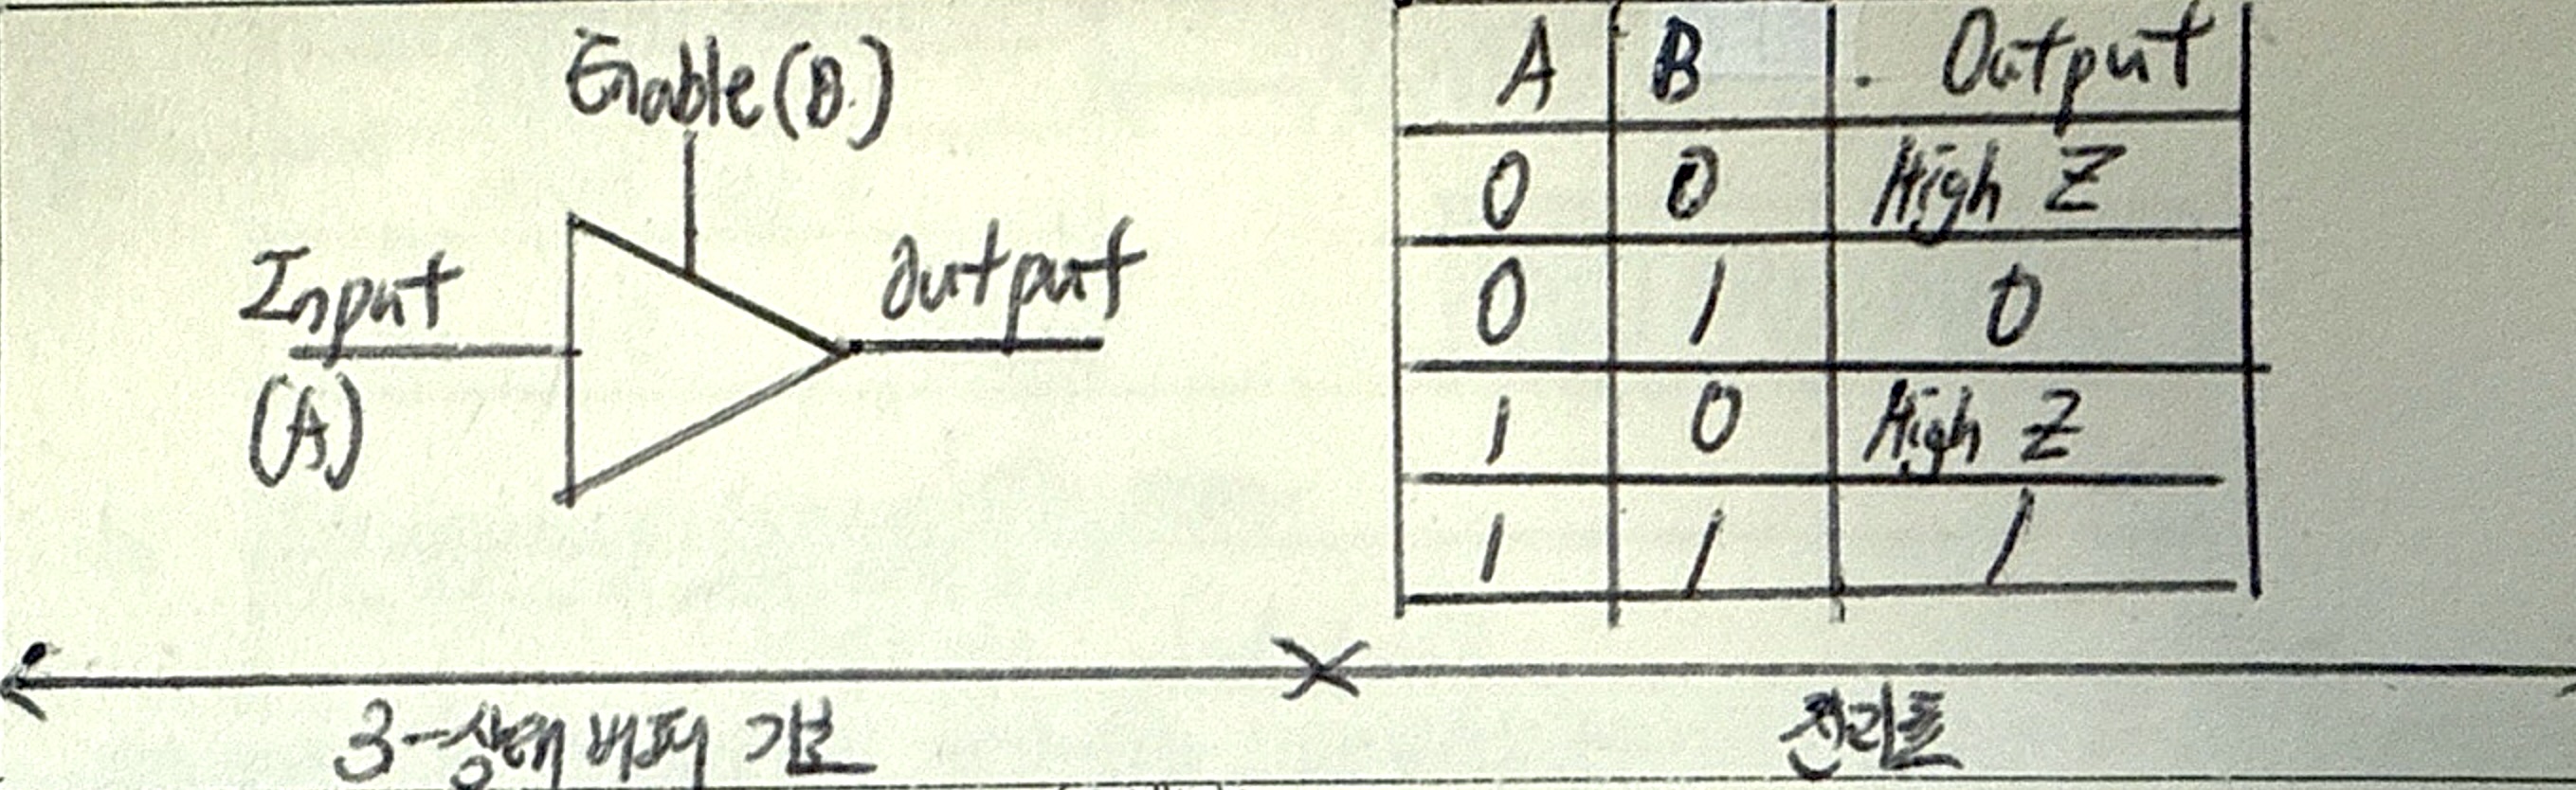 Enable(B.)
Input
(A)
Output
A B . Output
0 0 High Z
0 1 0
1 0 High Z
1 1 1
3-상태 버퍼 기호
진리표